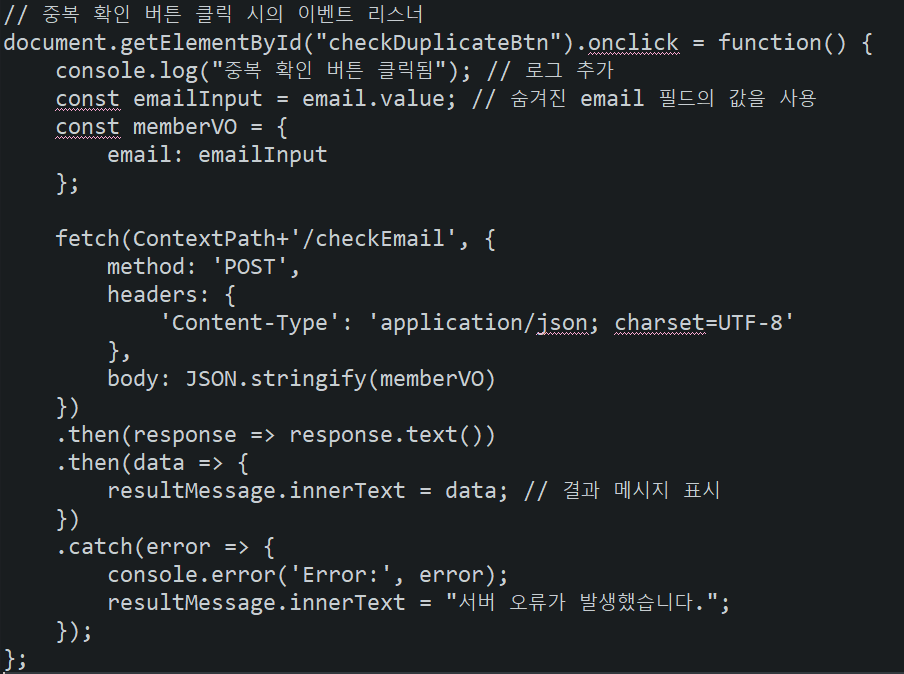 // 중복 확인 버튼 클릭 시의 이벤트 리스너
document.getElementById("checkDuplicateBtn").onclick = function() {
    console.log("중복 확인 버튼 클릭됨"); // 로그 추가
    const emailInput = email.value; // 숨겨진 email 필드의 값을 사용
    const memberVO = {
        email: emailInput
    };

    fetch(ContextPath+'/checkEmail', {
        method: 'POST',
        headers: {
            'Content-Type': 'application/json; charset=UTF-8'
        },
        body: JSON.stringify(memberVO)
    })
    .then(response => response.text())
    .then(data => {
        resultMessage.innerText = data; // 결과 메시지 표시
    })
    .catch(error => {
        console.error('Error:', error);
        resultMessage.innerText = "서버 오류가 발생했습니다.";
    });
};